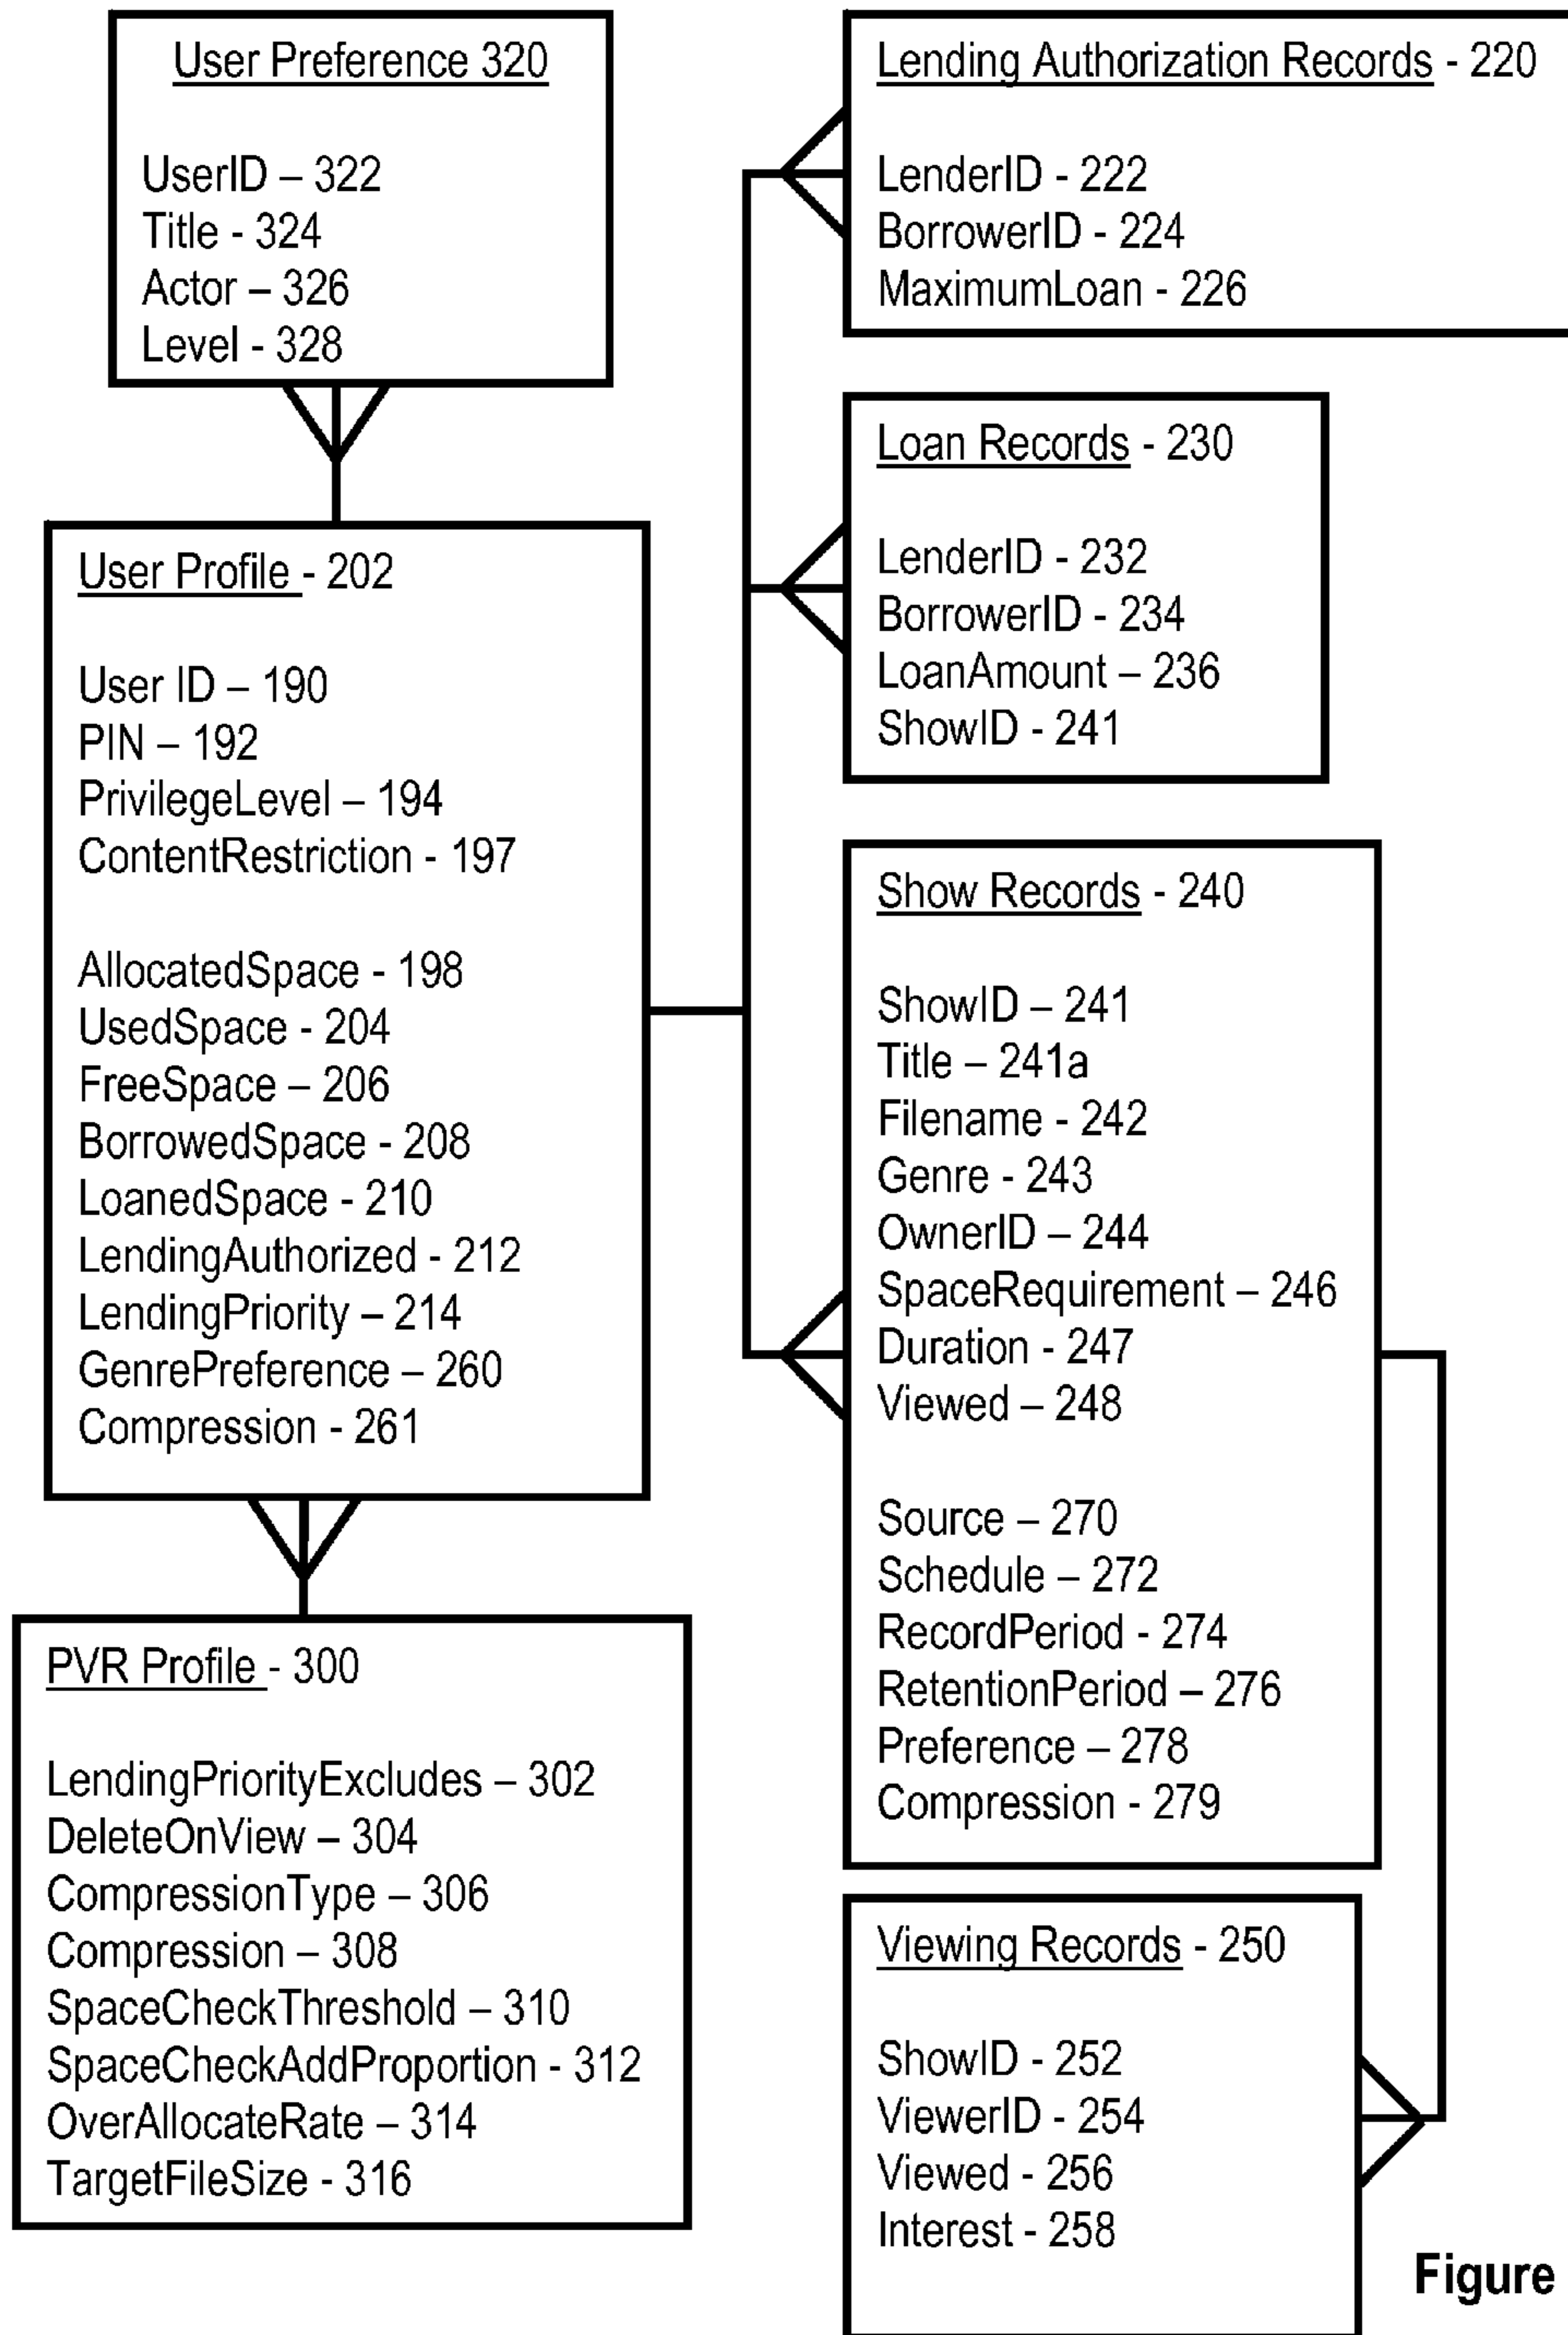 User Preference 320
UserID – 322
Title - 324
Actor – 326
Level - 328
User Profile - 202
User ID – 190
PIN – 192
PrivilegeLevel – 194
ContentRestriction - 197
AllocatedSpace - 198
UsedSpace - 204
FreeSpace – 206
BorrowedSpace - 208
LoanedSpace - 210
LendingAuthorized - 212
LendingPriority – 214
GenrePreference – 260
Compression - 261
PVR Profile - 300
LendingPriorityExcludes – 302
DeleteOnView – 304
CompressionType – 306
Compression – 308
SpaceCheckThreshold – 310
SpaceCheckAddProportion - 312
OverAllocateRate – 314
TargetFileSize - 316
Lending Authorization Records - 220
LenderID - 222
BorrowerID - 224
MaximumLoan - 226
Loan Records - 230
LenderID - 232
BorrowerID - 234
LoanAmount – 236
ShowID - 241
Show Records - 240
ShowID – 241
Title – 241a
Filename - 242
Genre - 243
OwnerID – 244
SpaceRequirement – 246
Duration - 247
Viewed – 248
Source – 270
Schedule – 272
RecordPeriod - 274
RetentionPeriod – 276
Preference – 278
Compression - 279
Viewing Records - 250
ShowID - 252
ViewerID - 254
Viewed - 256
Interest - 258
Figure